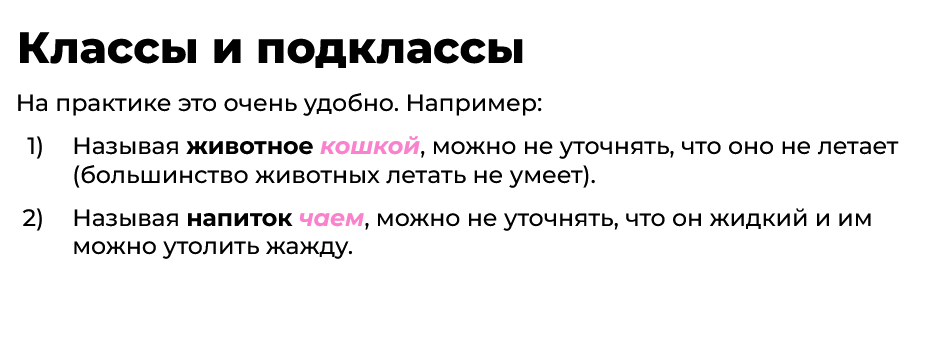 Классы и подклассы
На практике это очень удобно. Например:
1) Называя животное кошкой, можно не уточнять, что оно не летает
(большинство животных летать не умеет).
2) Называя напиток чаем, можно не уточнять, что он жидкий и им
можно утолить жажду.